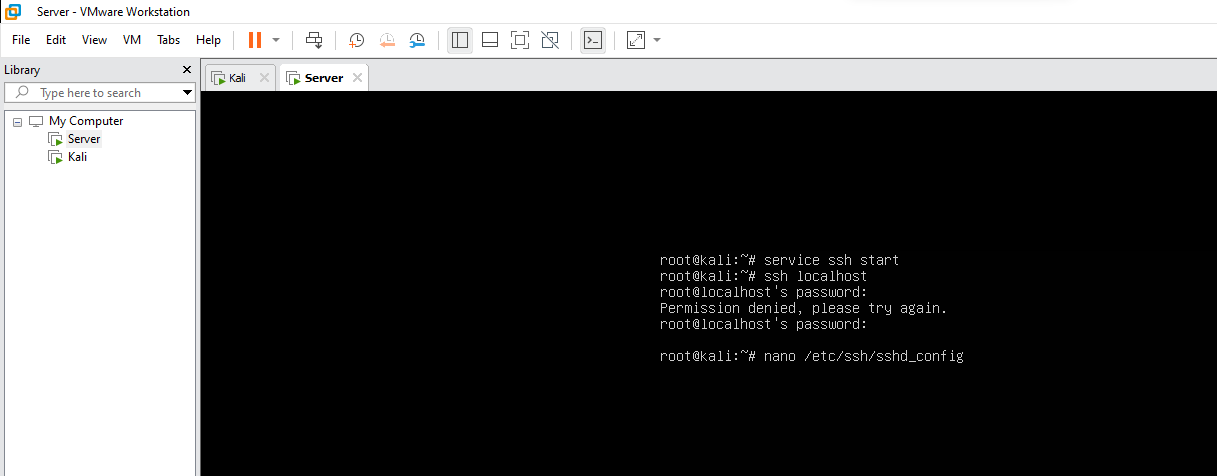 Server - VMware Workstation
File Edit View VM Tabs Help
Library
Type here to search
My Computer
Server
Kali
Kali
Server
root@kali:~# service ssh start
root@kali:~# ssh localhost
root@localhost's password:
Permission denied, please try again.
root@localhost's password:
root@kali:~# nano /etc/ssh/sshd_config